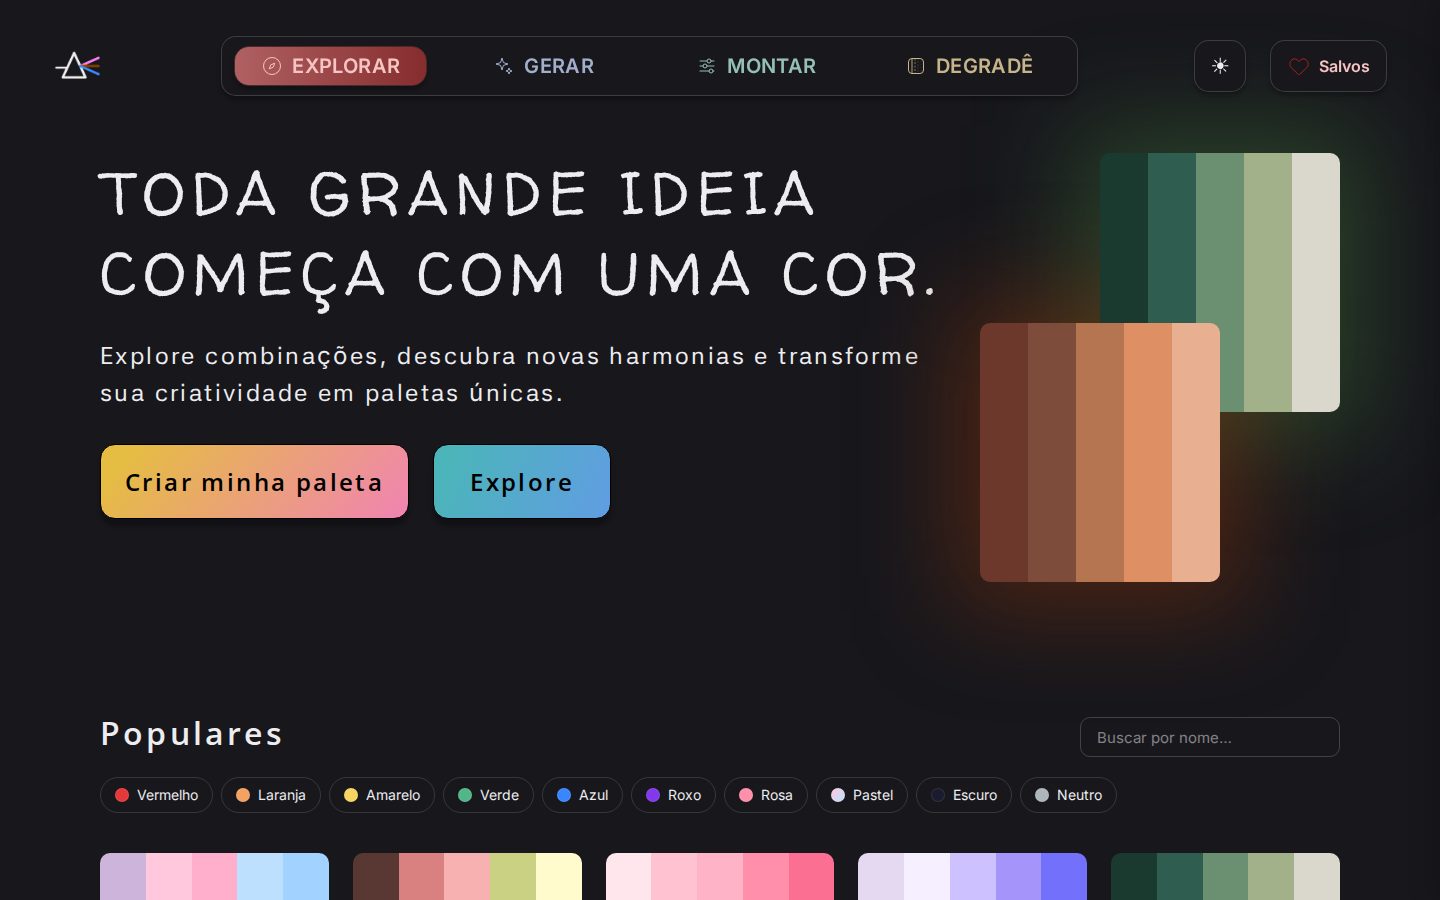 EXPLORAR
GERAR
MONTAR
DEGRADÊ
Salvos
TODA GRANDE IDEIA
COMEÇA COM UMA COR.
Explore combinações, descubra novas harmonias e transforme
sua criatividade em paletas únicas.
Criar minha paleta
Explore
Populares
Buscar por nome...
Vermelho
Laranja
Amarelo
Verde
Azul
Roxo
Rosa
Pastel
Escuro
Neutro